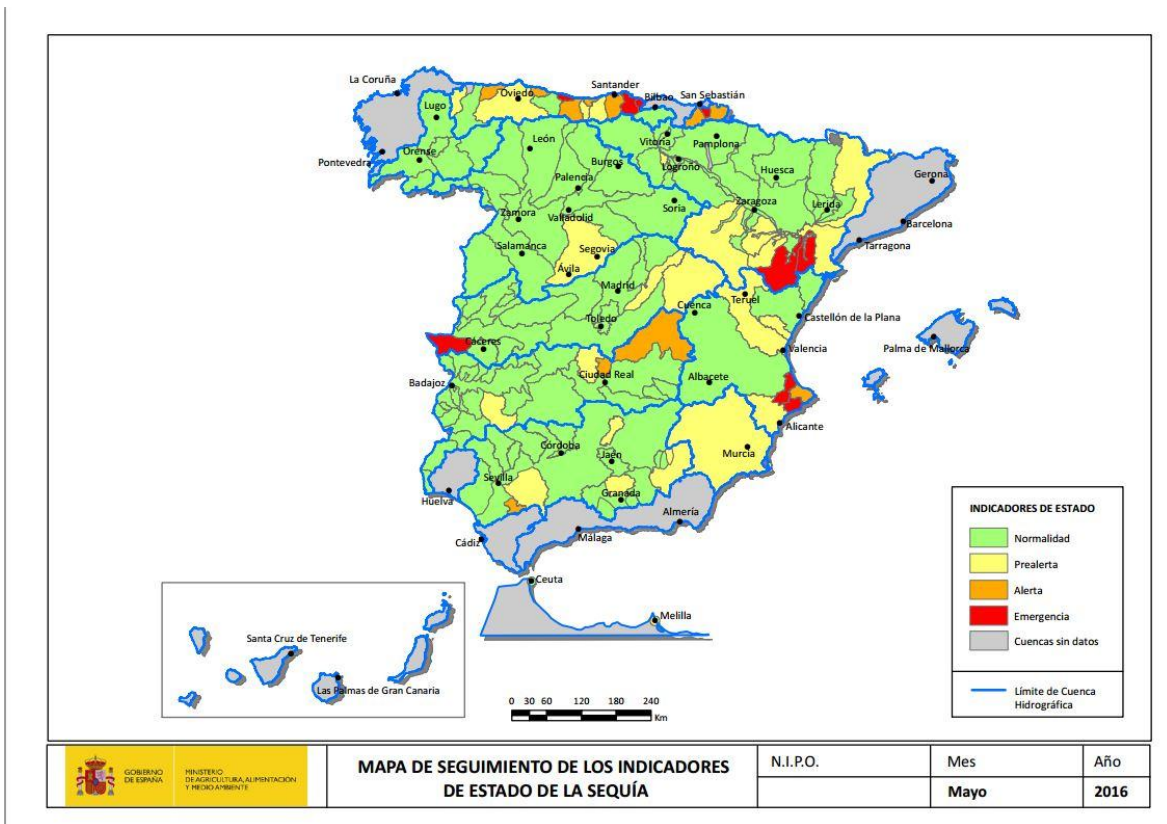 La Coruña
Lugo
Oviedo
Santander
Bilbao
San Sebastián
Pontevedra
Orense
León
Burgos
Vitoria
Pamplona
Logroño
Palencia
Huesca
Gerona
Zamora
Valladolid
Soria
Zaragoza
Lerida
Barcelona
Tarragona
Salamanca
Segovia
Ávila
Madrid
Teruel
Cuenca
Castellón de la Plana
Toledo
Cáceres
Valencia
Palma de Mallorca
Badajoz
Ciudad Real
Albacete
Alicante
Córdoba
Jaén
Murcia
Sevilla
Huelva
Granada
Almería
Cádiz
Málaga
Ceuta
Melilla
Santa Cruz de Tenerife
Las Palmas de Gran Canaria
0 30 60 120 180 240
Km
INDICADORES DE ESTADO
Normalidad
Prealerta
Alerta
Emergencia
Cuencas sin datos
Límite de Cuenca
Hidrográfica
GOBIERNO
DE ESPAÑA
MINISTERIO
DE AGRICULTURA, ALIMENTACIÓN
Y MEDIO AMBIENTE
MAPA DE SEGUIMIENTO DE LOS INDICADORES
DE ESTADO DE LA SEQUÍA
N.I.P.O.
Mes
Año
Mayo
2016